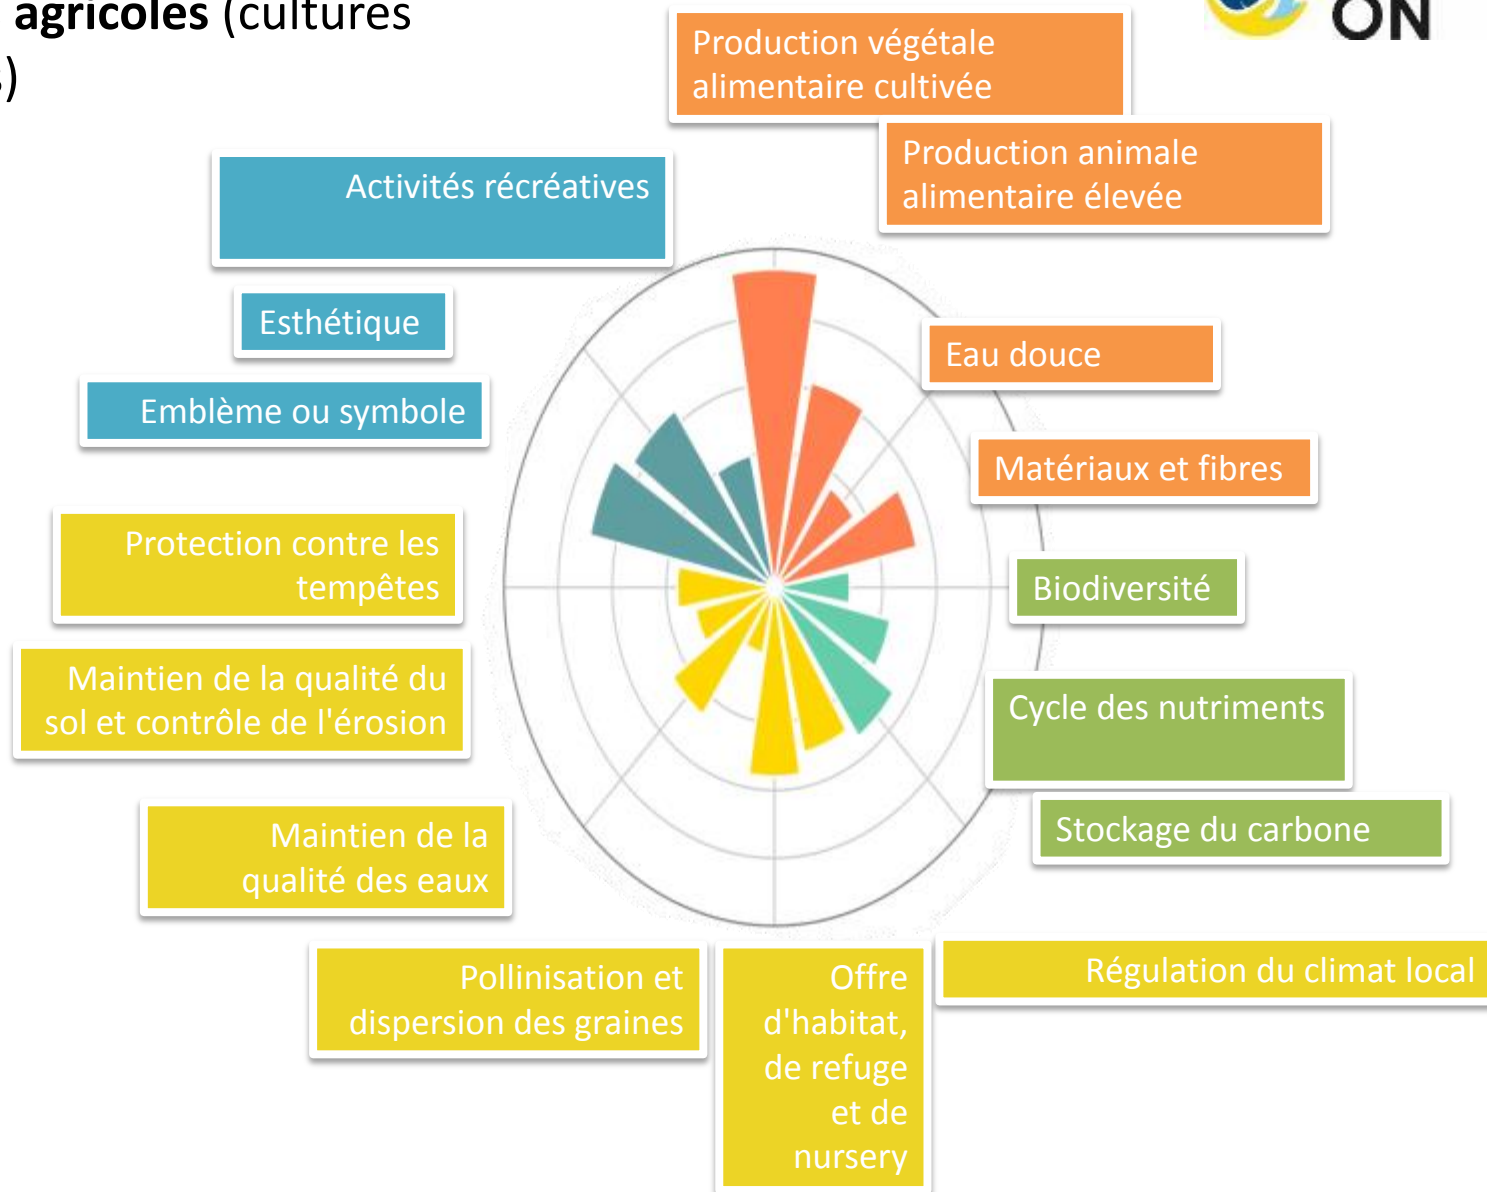 agricoles (cultures
s)
ON
Production végétale
alimentaire cultivée
Production animale
alimentaire élevée
Activités récréatives
Esthétique
Eau douce
Emblème ou symbole
Matériaux et fibres
Protection contre les
tempêtes
Biodiversité
Maintien de la qualité du
sol et contrôle de l'érosion
Cycle des nutriments
Stockage du carbone
Maintien de la
qualité des eaux
Pollinisation et
dispersion des graines
Offre
d'habitat,
de refuge
et de
nursery
Régulation du climat local